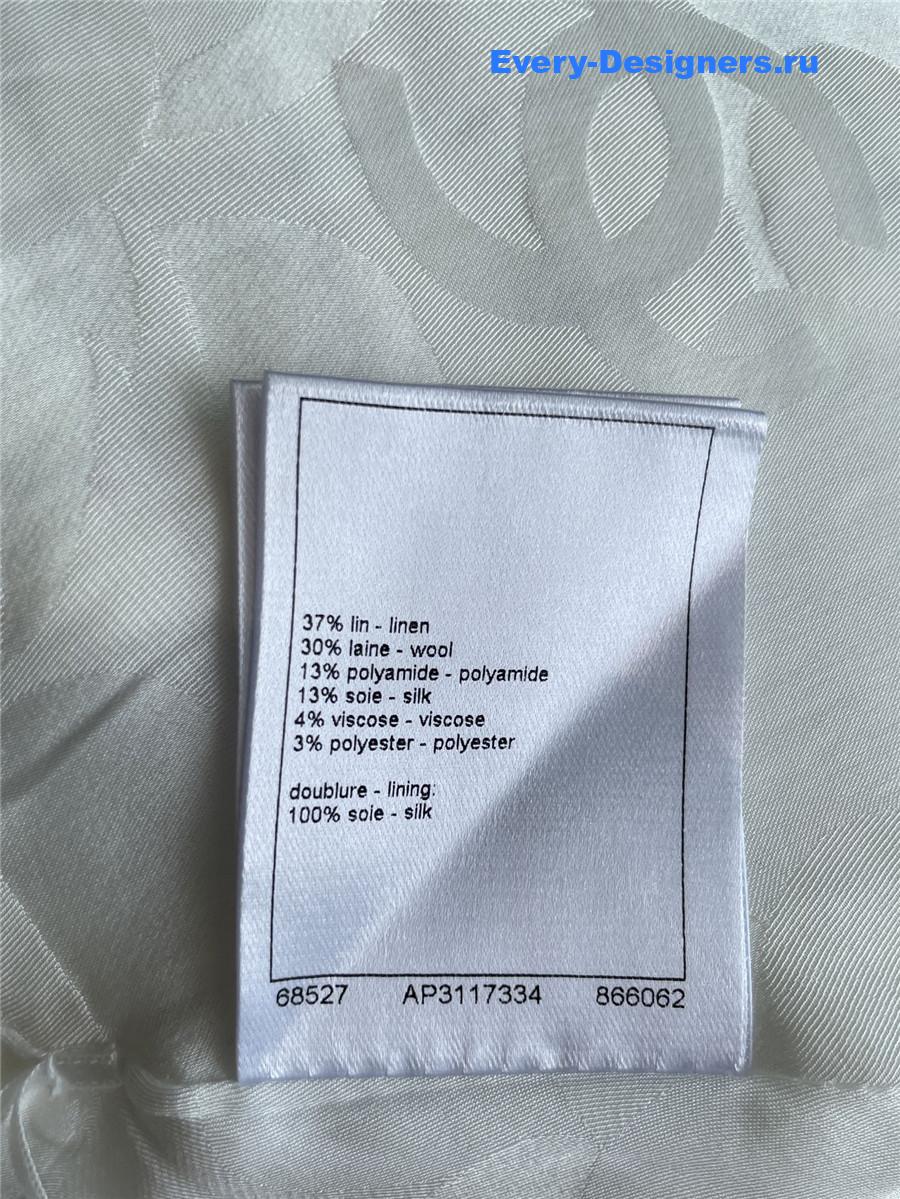 Every-Designers.ru
37% lin - linen
30% laine - wool
13% polyamide - polyamide
13% soie - silk
4% viscose - viscose
3% polyester - polyester
doublure - lining:
100% soie - silk
68527 AP3117334 866062